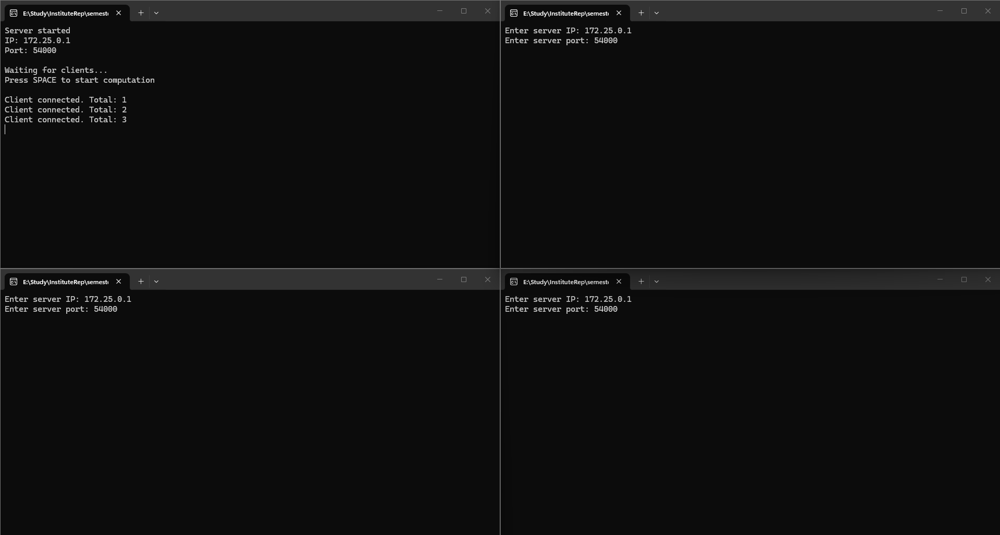 E:\Study\InstituteRep\semest
Server started
IP: 172.25.0.1
Port: 54000
Waiting for clients...
Press SPACE to start computation
Client connected. Total: 1
Client connected. Total: 2
Client connected. Total: 3
E:\Study\InstituteRep\semest
Enter server IP: 172.25.0.1
Enter server port: 54000
E:\Study\InstituteRep\semest
Enter server IP: 172.25.0.1
Enter server port: 54000
E:\Study\InstituteRep\semest
Enter server IP: 172.25.0.1
Enter server port: 54000